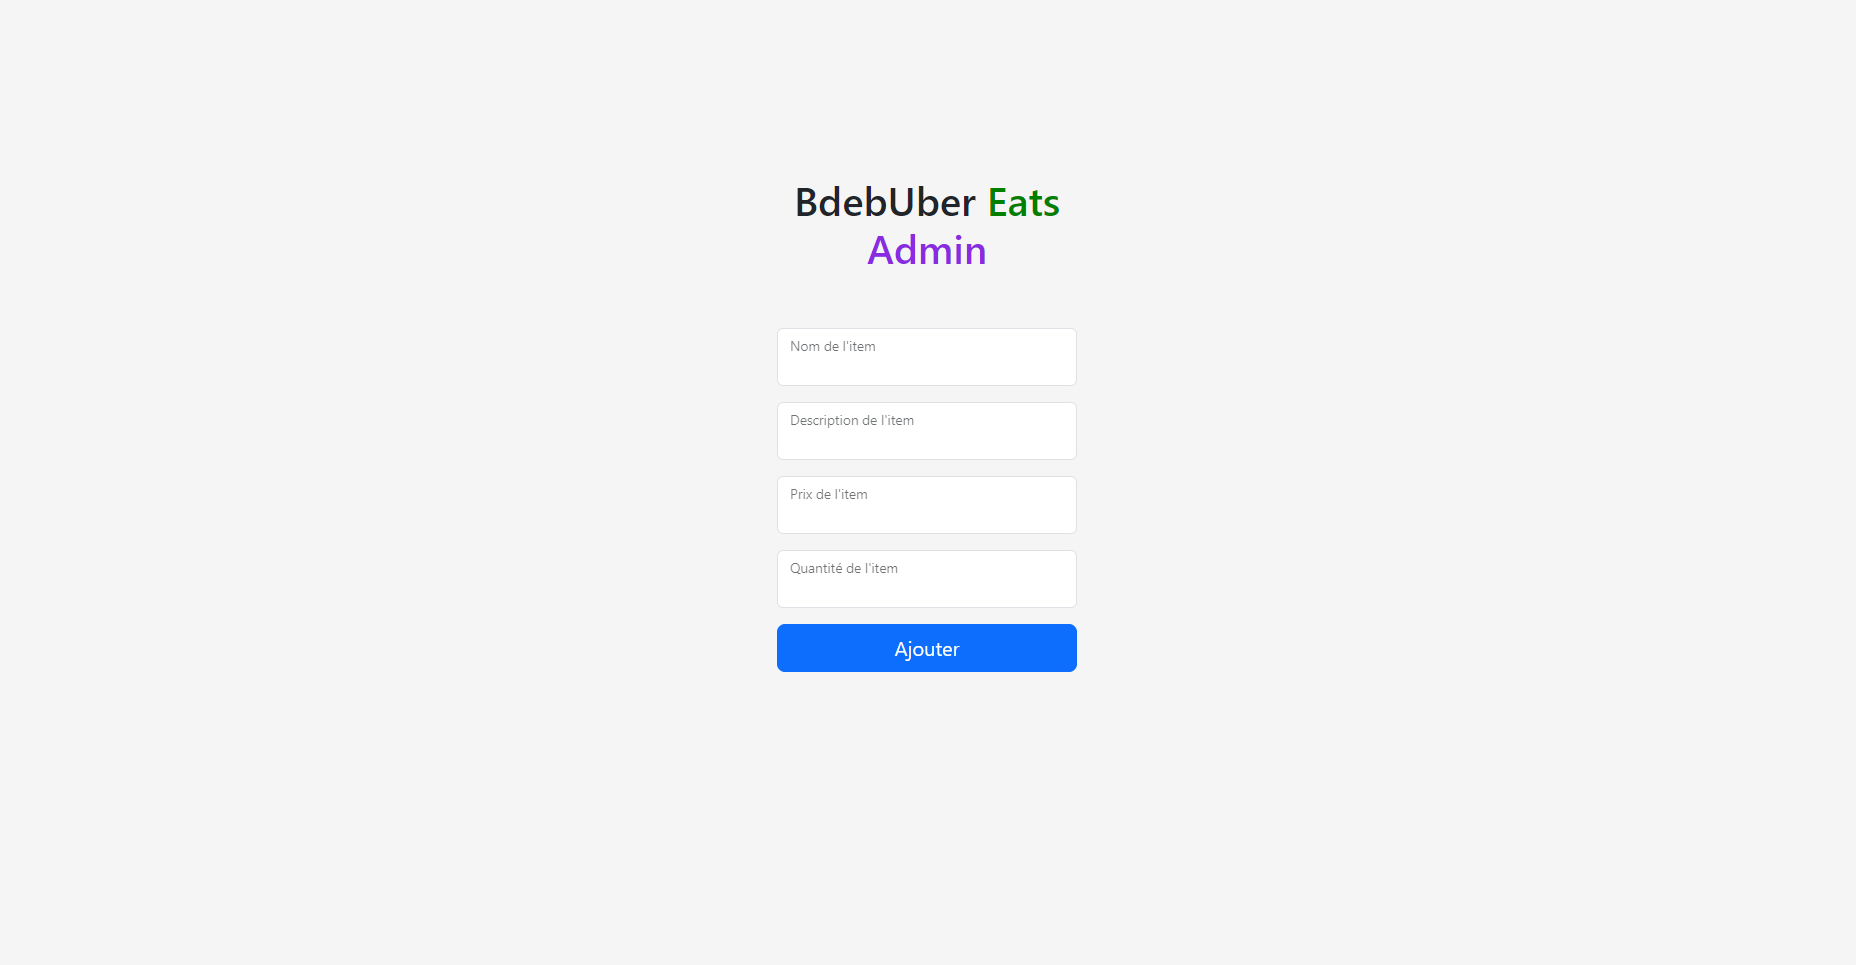 BdebUber Eats
Admin
Nom de l'item
Description de l'item
Prix de l'item
Quantité de l'item
Ajouter